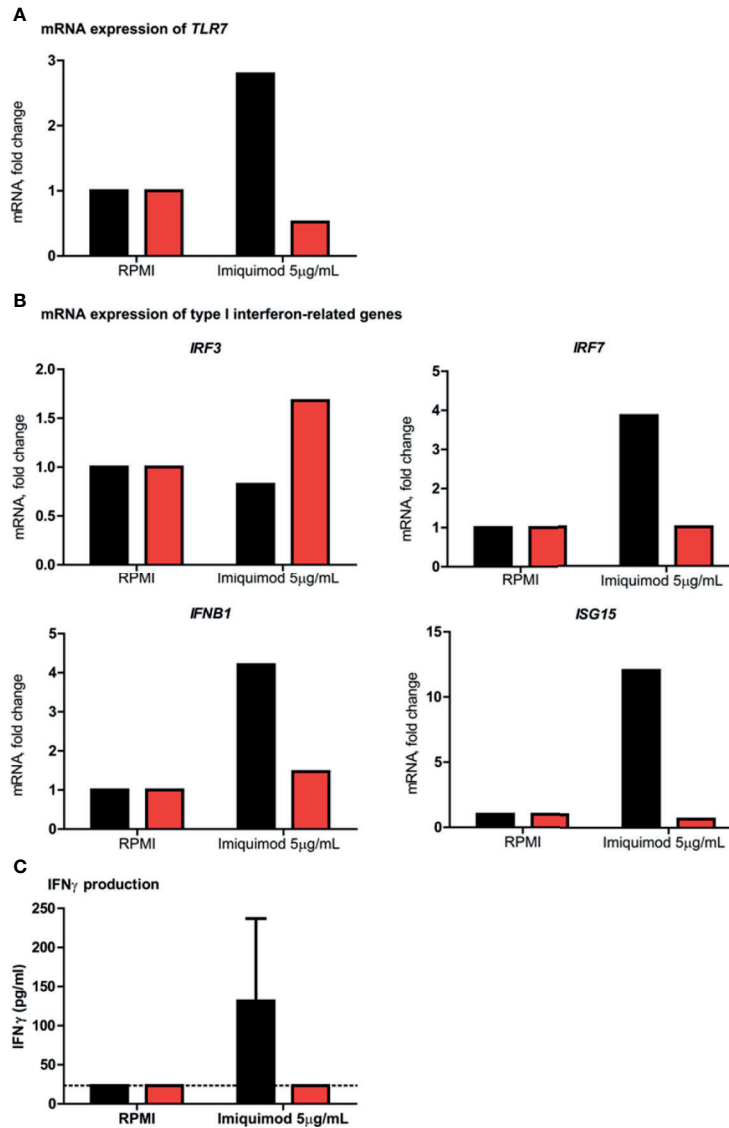 A
mRNA expression of TLR7
mRNA, fold change
3
2
1
0
RPMI
Imiquimod 5μg/mL
B
mRNA expression of type I interferon-related genes
IRF3
mRNA, fold change
2.0
1.5
1.0
0.5
0.0
RPMI
Imiquimod 5μg/mL
IRF7
mRNA, fold change
5
4
3
2
1
0
RPMI
Imiquimod 5μg/mL
IFNB1
mRNA, fold change
5
4
3
2
1
0
RPMI
Imiquimod 5μg/mL
ISG15
mRNA, fold change
15
10
5
0
RPMI
Imiquimod 5μg/mL
C
IFNγ production
IFNγ (pg/ml)
250
200
150
100
50
0
RPMI
Imiquimod 5μg/mL